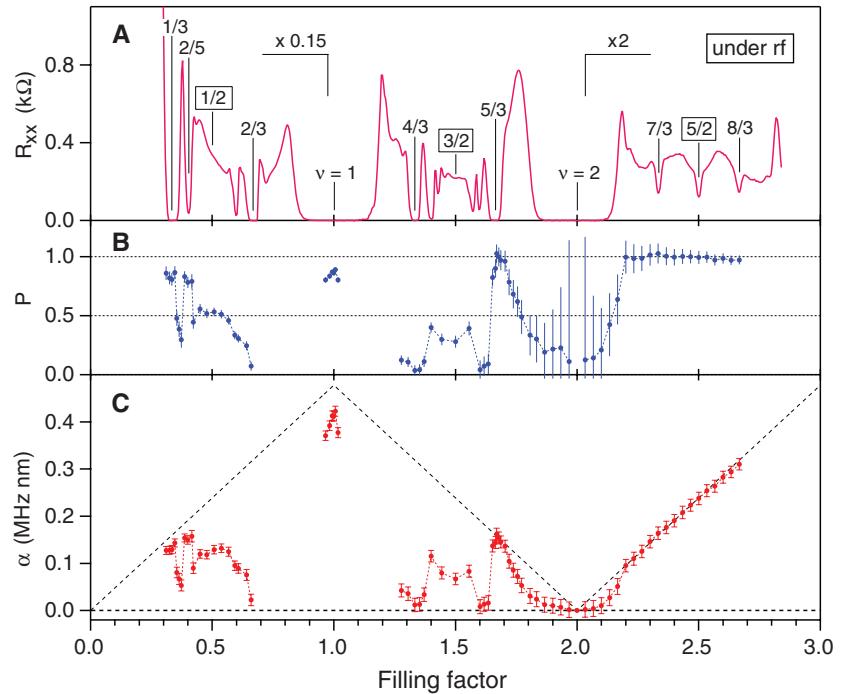 A
1/3
2/5
1/2
2/3
x 0.15
ν = 1
4/3
3/2
5/3
x2
under rf
ν = 2
7/3
5/2
8/3
Rxx (kΩ)
0.8
0.4
0.0
B
P
1.0
0.5
0.0
C
α (MHz nm)
0.4
0.3
0.2
0.1
0.0
0.0
0.5
1.0
1.5
2.0
2.5
3.0
Filling factor